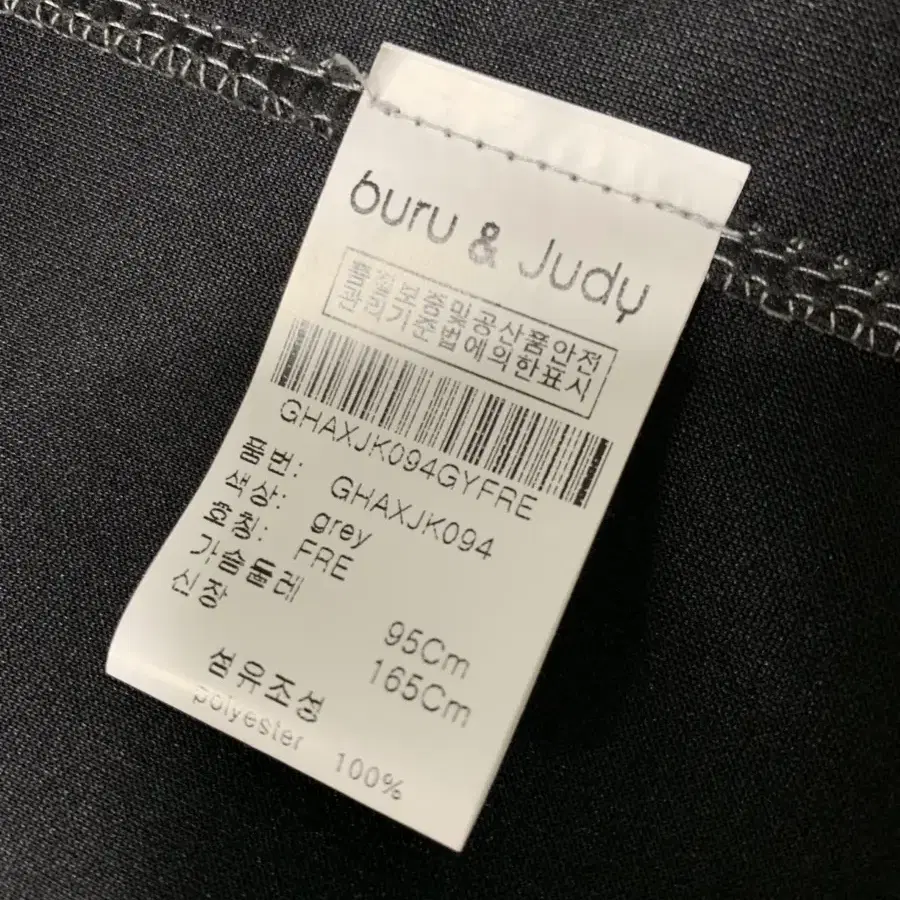 buru & Judy
품질경영및공산품안전
관리기준법에의한표시
GHAXJK094GYFRE
품번: GHAXJK094
색상: grey
호칭: FRE
가슴둘레 95Cm
신장 165Cm
섬유조성
polyester 100%